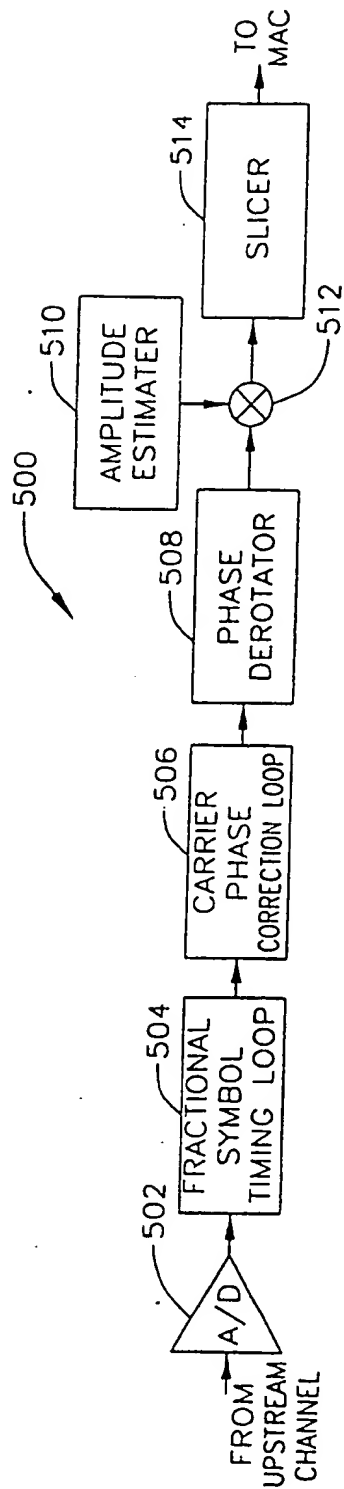 500
FROM
UPSTREAM
CHANNEL
502
A/D
504
FRACTIONAL
SYMBOL
TIMING LOOP
506
CARRIER
PHASE
CORRECTION LOOP
508
PHASE
DEROTATOR
510
AMPLITUDE
ESTIMATER
512
514
SLICER
TO
MAC